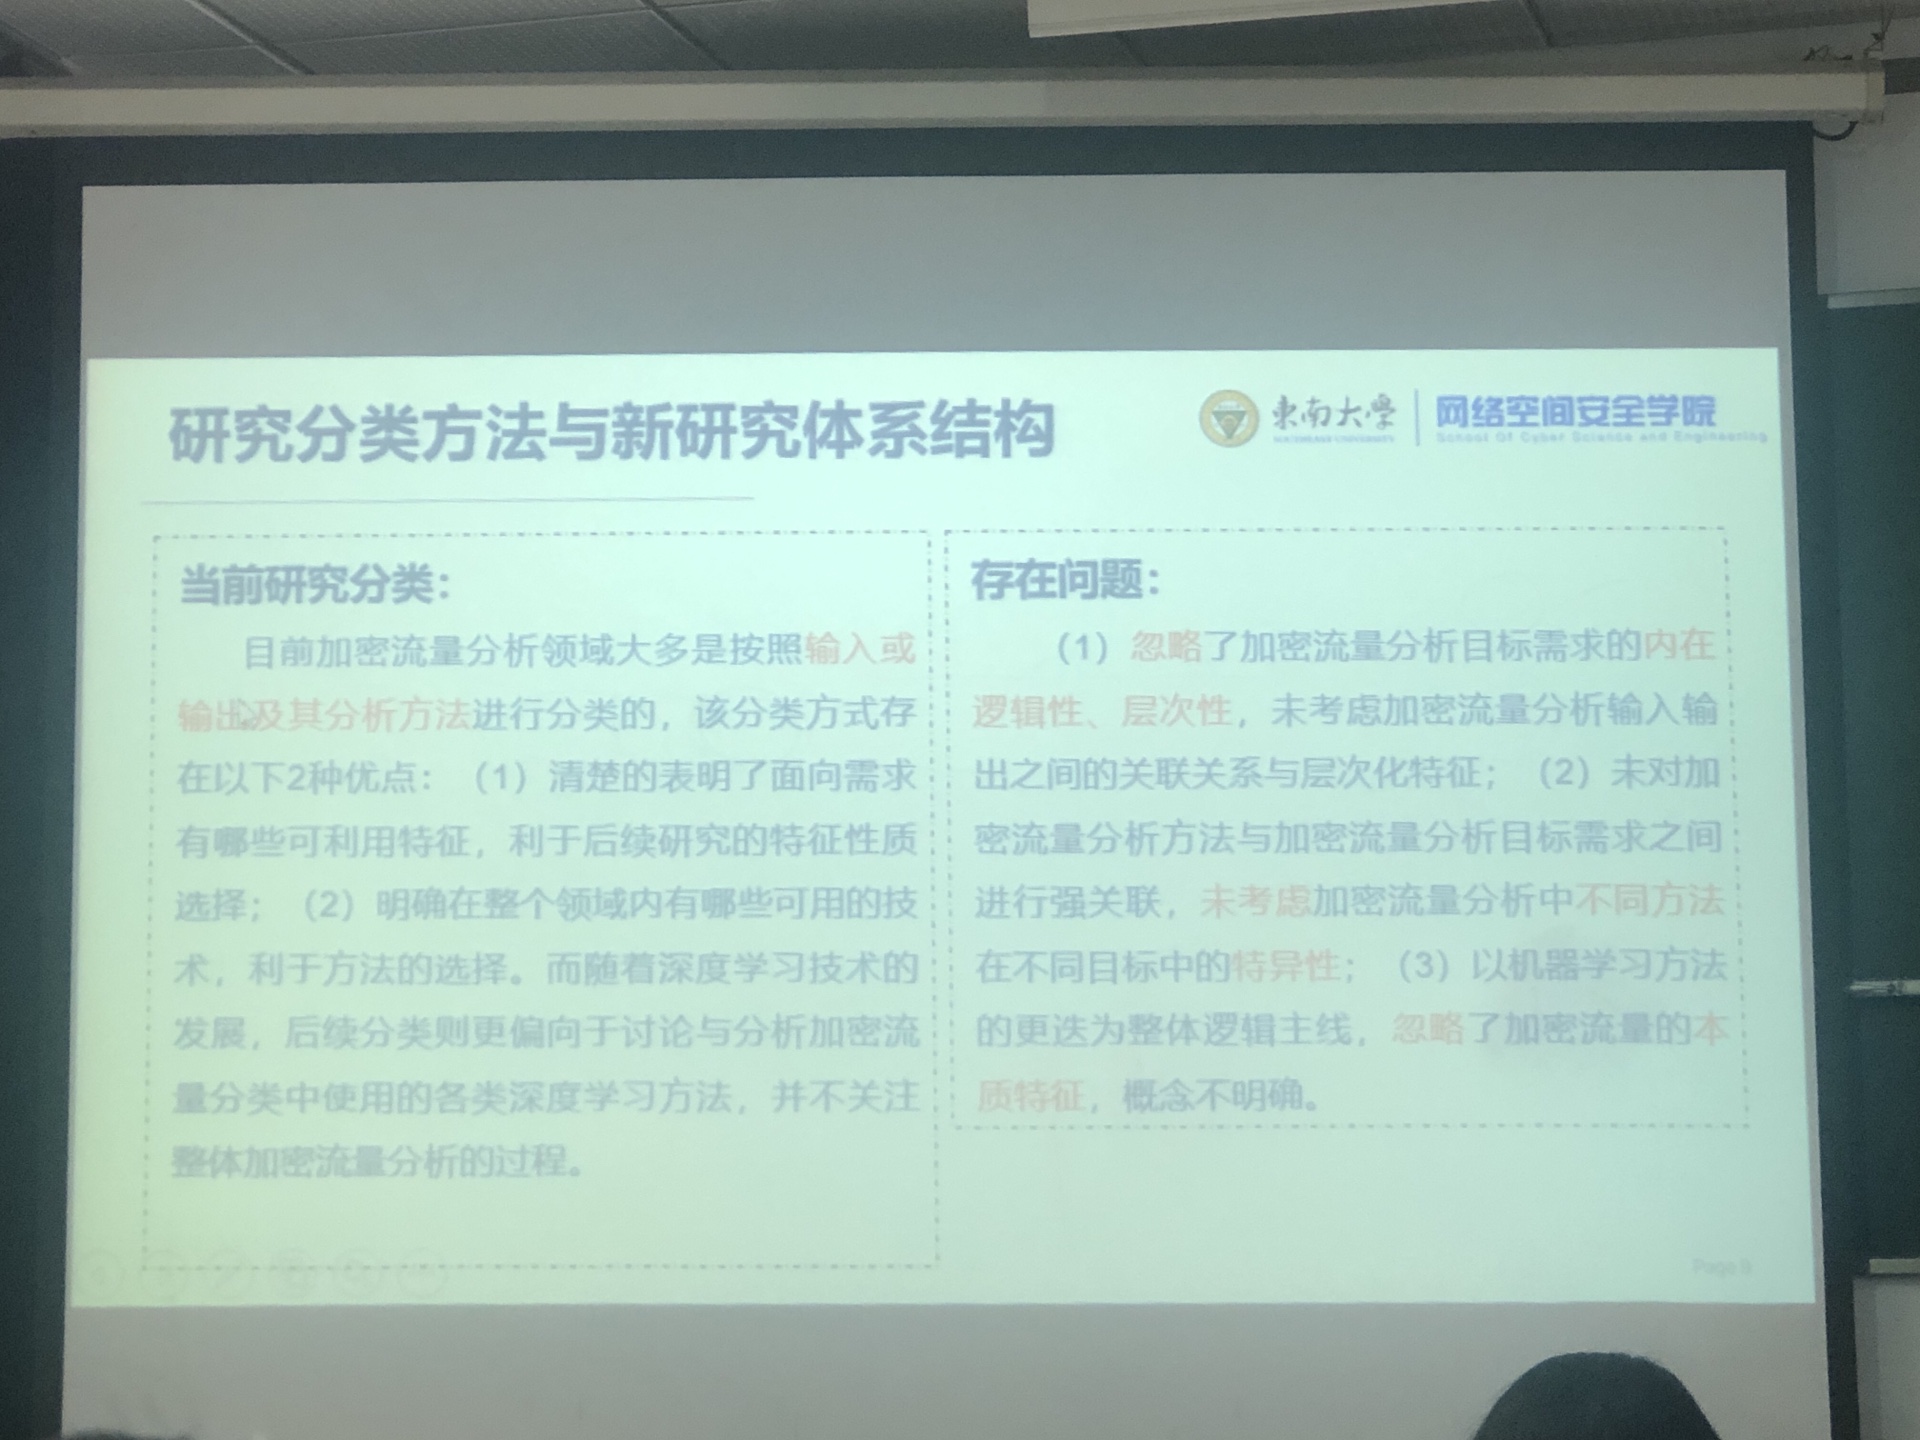 研究分类方法与新研究体系结构
東南大學
SOUTHEAST UNIVERSITY
网络空间安全学院
School Of Cyber Science and Engineering
当前研究分类：
目前加密流量分析领域大多是按照输入或
输出及其分析方法进行分类的，该分类方式存
在以下2种优点：（1）清楚的表明了面向需求
有哪些可利用特征，利于后续研究的特征性质
选择；（2）明确在整个领域内有哪些可用的技
术，利于方法的选择。而随着深度学习技术的
发展，后续分类则更偏向于讨论与分析加密流
量分类中使用的各类深度学习方法，并不关注
整体加密流量分析的过程。
存在问题：
（1）忽略了加密流量分析目标需求的内在
逻辑性、层次性，未考虑加密流量分析输入输
出之间的关联关系与层次化特征；（2）未对加
密流量分析方法与加密流量分析目标需求之间
进行强关联，未考虑加密流量分析中不同方法
在不同目标中的特异性；（3）以机器学习方法
的更迭为整体逻辑主线，忽略了加密流量的本
质特征，概念不明确。
Page